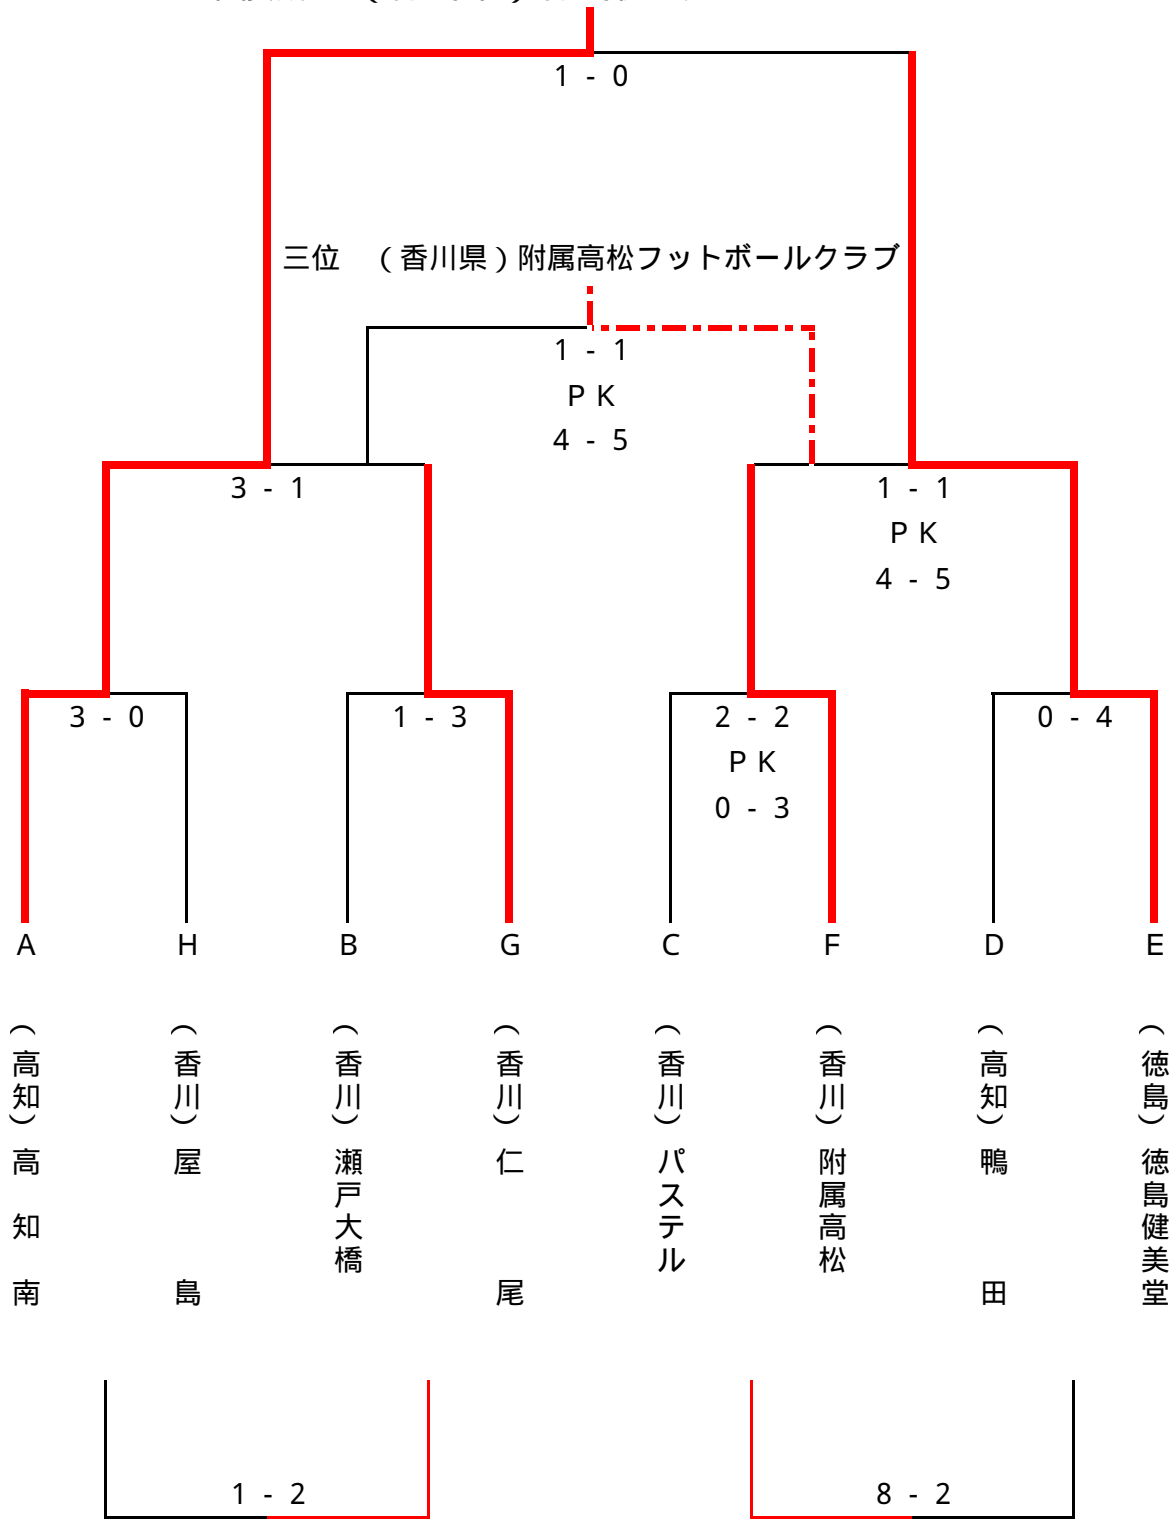 1 - 0
三位　(香川県)附属高松フットボールクラブ
1 - 1
PK
4 - 5
3 - 1
1 - 1
PK
4 - 5
3 - 0
1 - 3
2 - 2
PK
0 - 3
0 - 4
A
H
B
G
C
F
D
E
(高知)高知南
(香川)屋島
(香川)瀬戸大橋
(香川)仁尾
(香川)パステル
(香川)附属高松
(高知)鴨田
(徳島)徳島健美堂
1 - 2
8 - 2